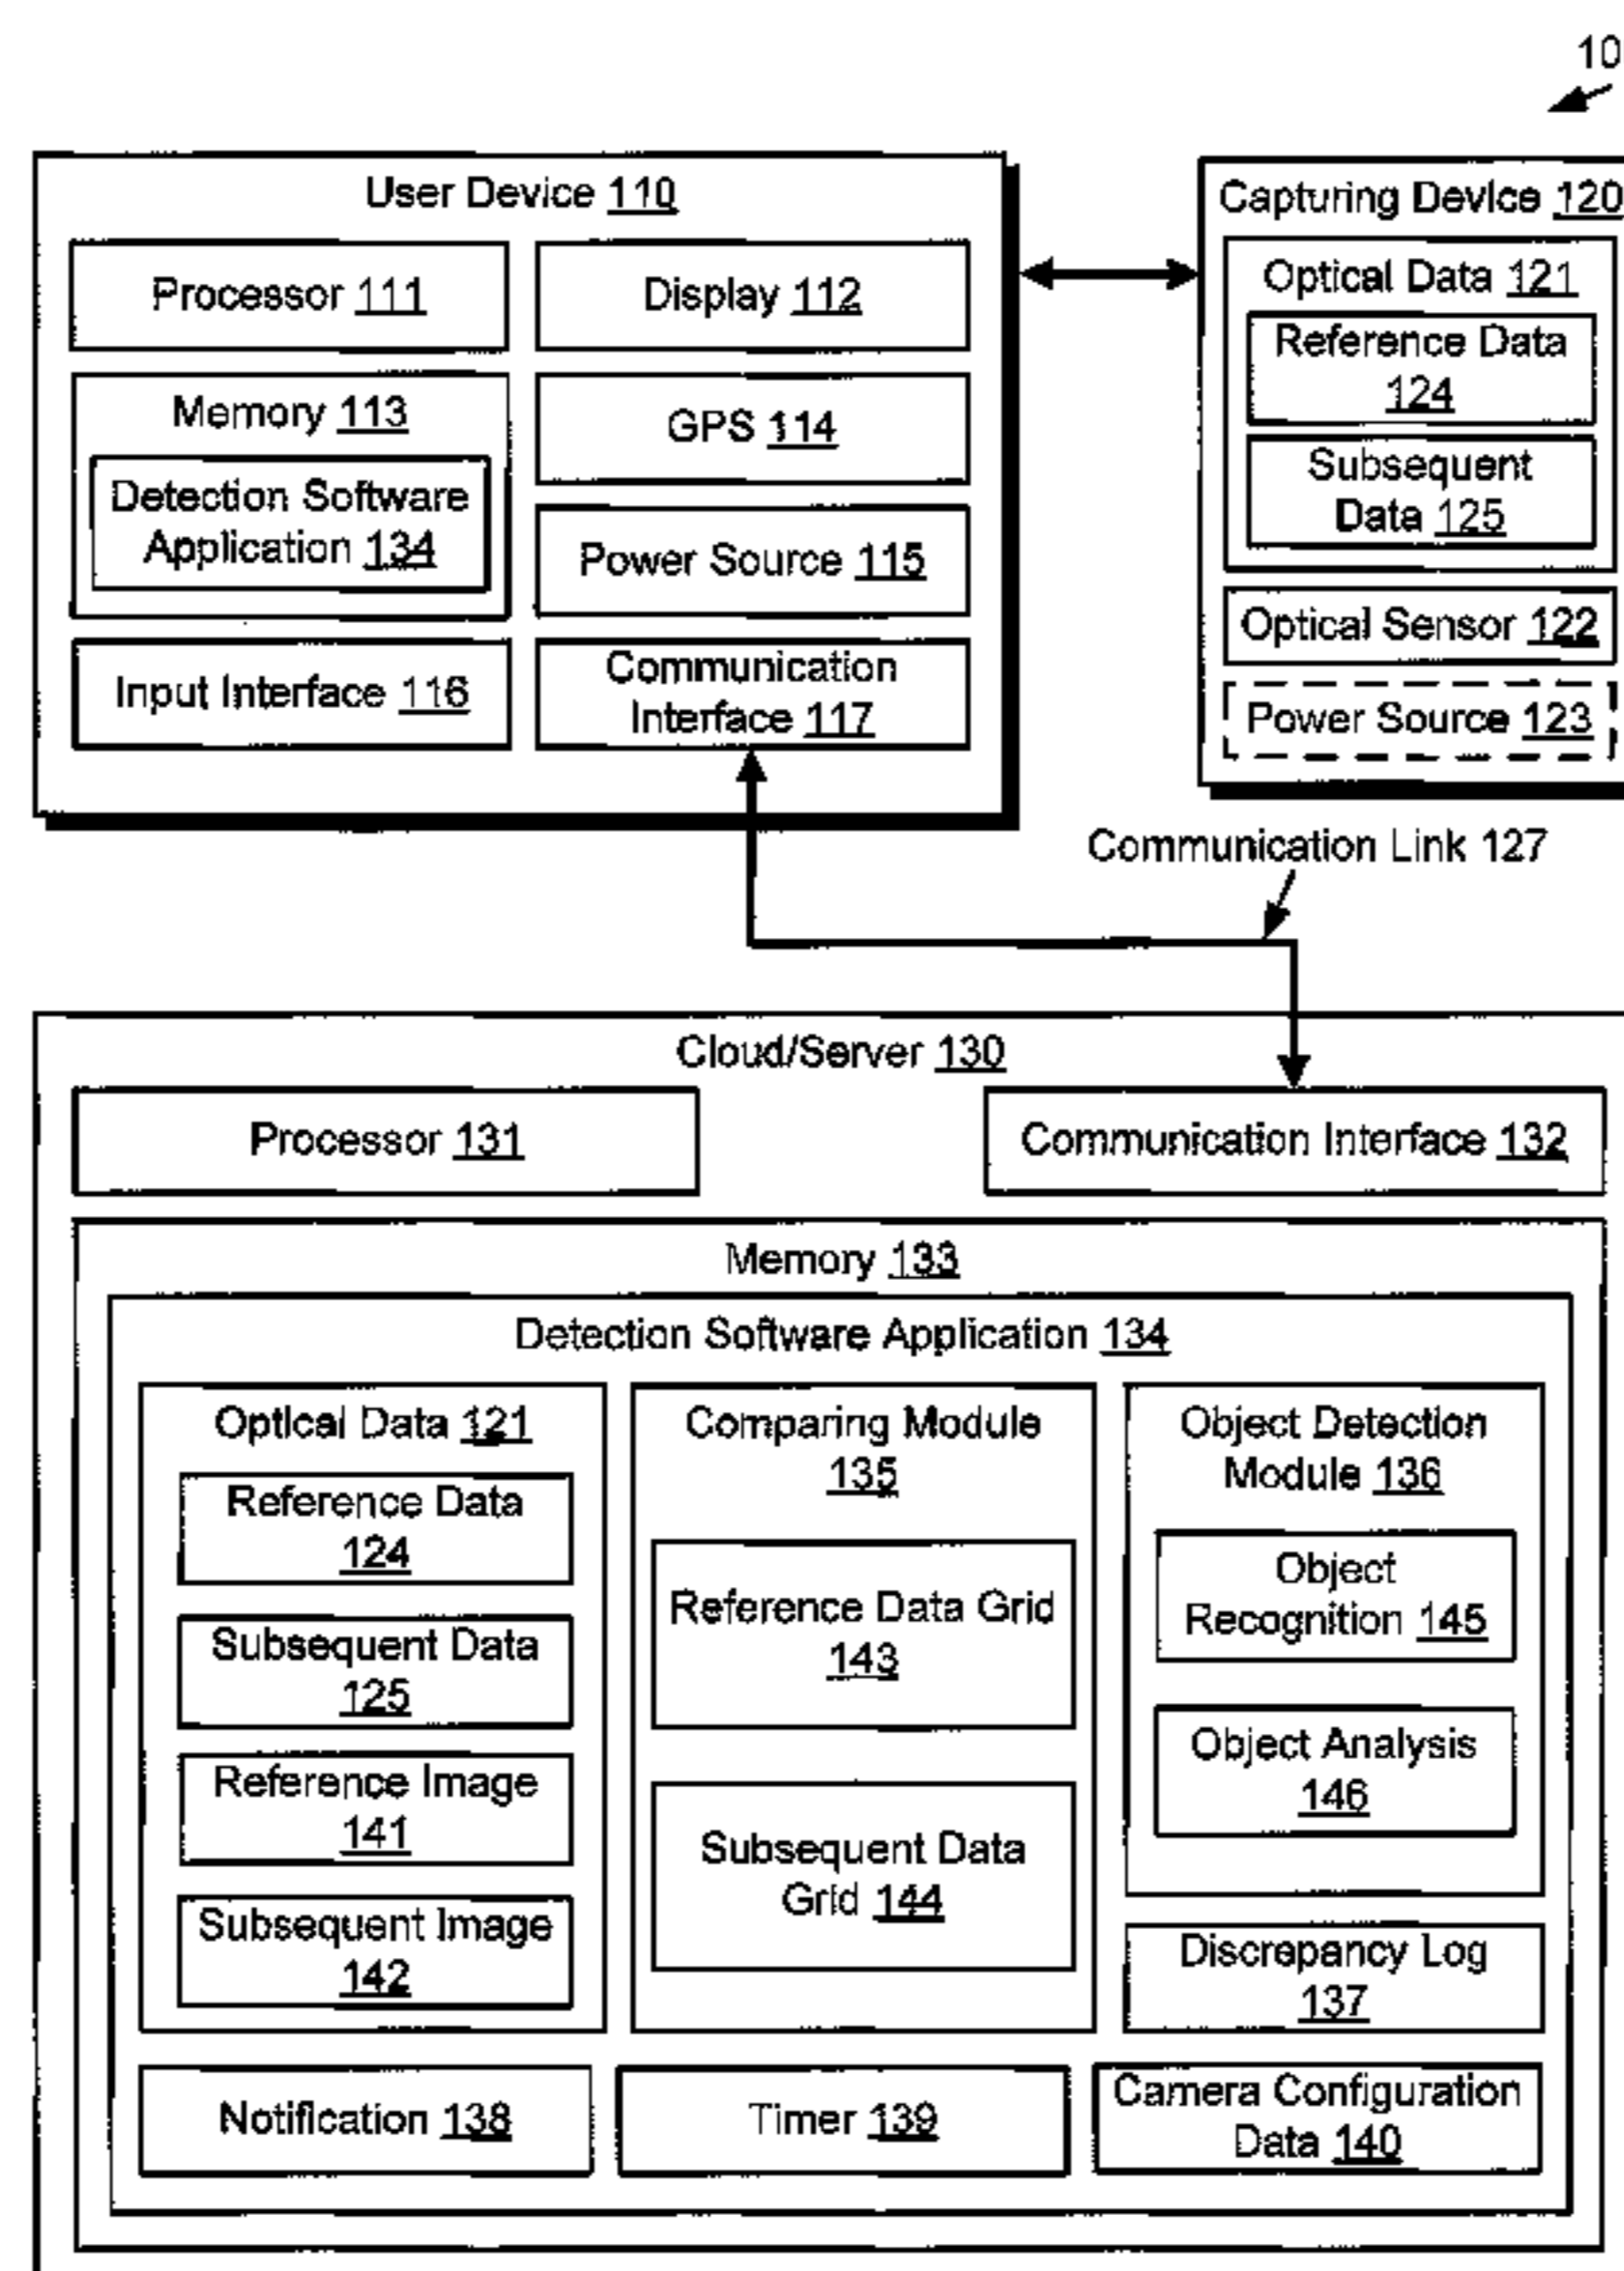 10
User Device 110
Processor 111
Display 112
Memory 113
Detection Software
Application 134
GPS 114
Power Source 115
Input Interface 116
Communication
Interface 117
Capturing Device 120
Optical Data 121
Reference Data
124
Subsequent
Data 125
Optical Sensor 122
Power Source 123
Communication Link 127
Cloud/Server 130
Processor 131
Communication Interface 132
Memory 133
Detection Software Application 134
Optical Data 121
Reference Data
124
Subsequent Data
125
Reference Image
141
Subsequent Image
142
Comparing Module
135
Reference Data Grid
143
Subsequent Data
Grid 144
Object Detection
Module 136
Object
Recognition 145
Object Analysis
146
Discrepancy Log
137
Notification 138
Timer 139
Camera Configuration
Data 140